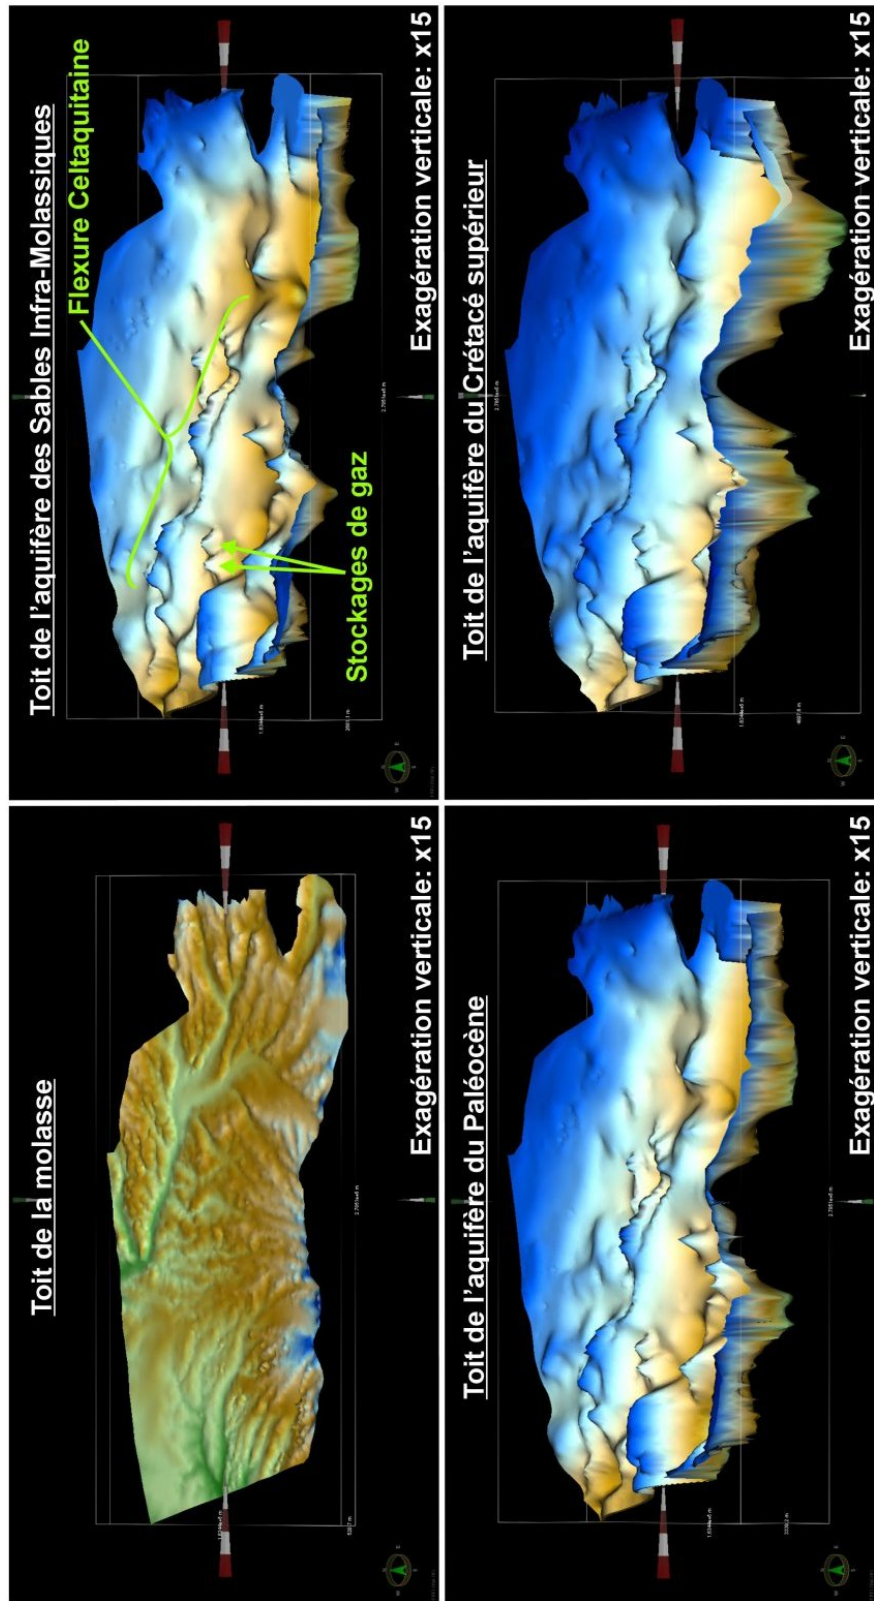 Toit de la molasse
Exagération verticale: x15
Toit de l'aquifère des Sables Infra-Molassiques
Flexure Celtaquitaine
Stockages de gaz
Exagération verticale: x15
Toit de l'aquifère du Paléocène
Exagération verticale: x15
Toit de l'aquifère du Crétacé supérieur
Exagération verticale: x15